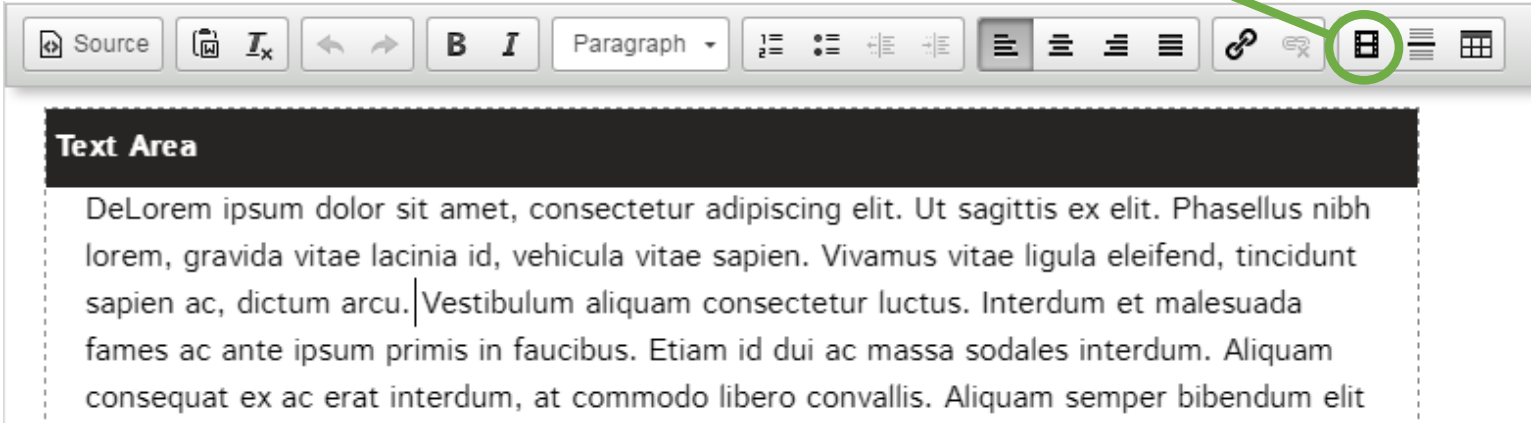 Source
B I Paragraph
Text Area
DeLorem ipsum dolor sit amet, consectetur adipiscing elit. Ut sagittis ex elit. Phasellus nibh
lorem, gravida vitae lacinia id, vehicula vitae sapien. Vivamus vitae ligula eleifend, tincidunt
sapien ac, dictum arcu. Vestibulum aliquam consectetur luctus. Interdum et malesuada
fames ac ante ipsum primis in faucibus. Etiam id dui ac massa sodales interdum. Aliquam
consequat ex ac erat interdum, at commodo libero convallis. Aliquam semper bibendum elit